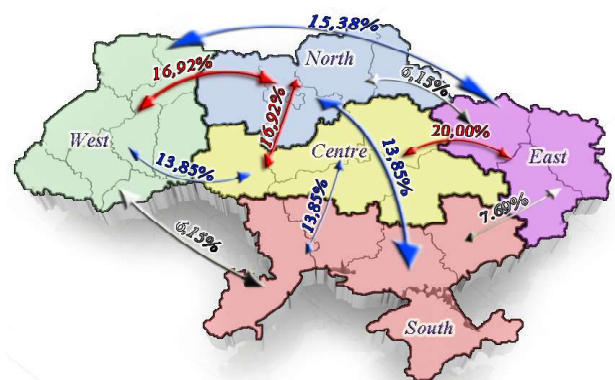 15,38%
North
16,92%
6,15%
16,92%
20,00%
West
Centre
13,85%
East
13,85%
13,85%
7.69%
6,15%
South